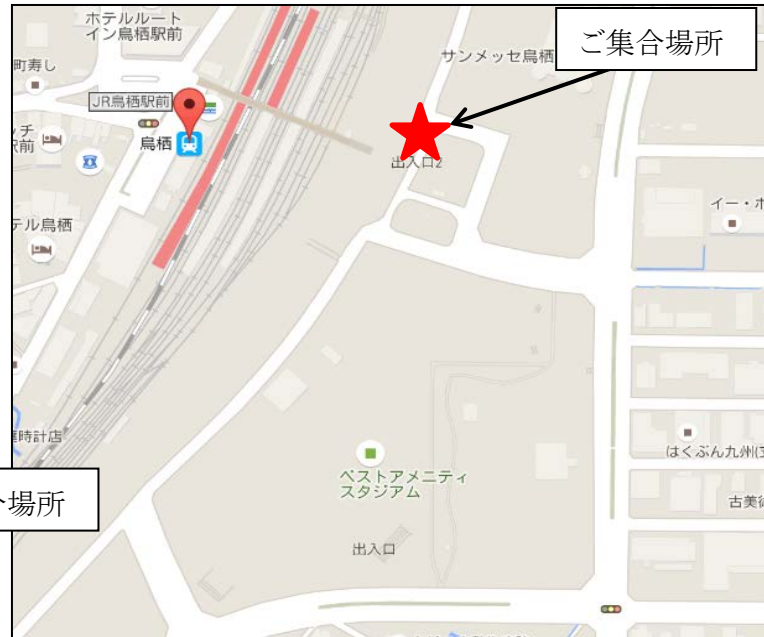 ホテルルート
イン鳥栖駅前
ご集合場所
サンメッセ鳥栖
町寿し
JR鳥栖駅前
鳥栖
出入口2
テル鳥栖
イー・ホ
時計店
ベストアメニティ
スタジアム
はくぶん九州(支
場所
古美術
出入口